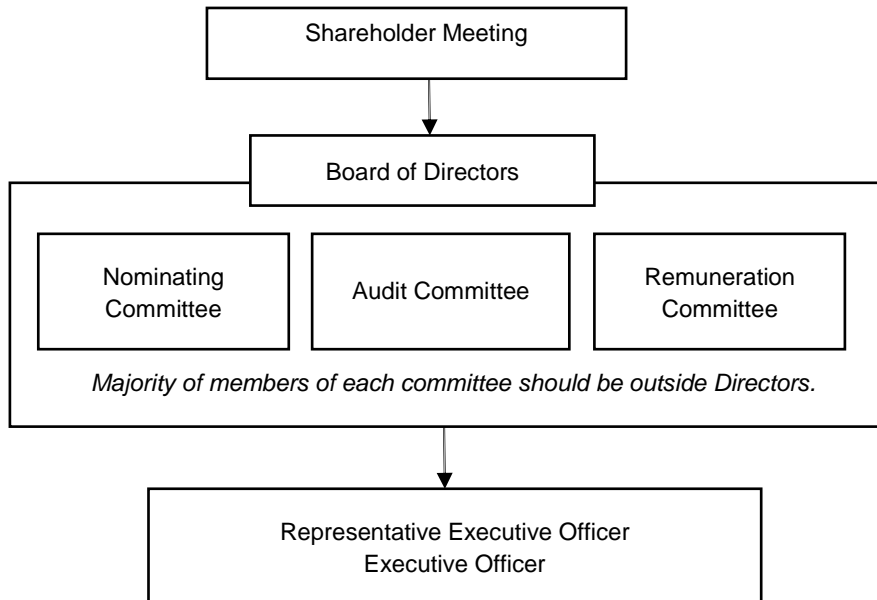 Shareholder Meeting
Board of Directors
Nominating
Committee
Audit Committee
Remuneration
Committee
Majority of members of each committee should be outside Directors.
Representative Executive Officer
Executive Officer